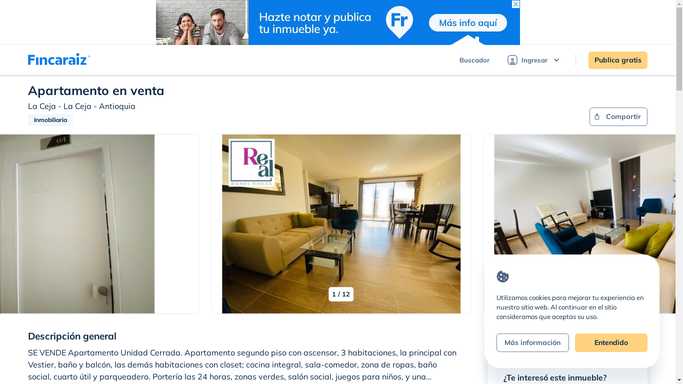 Hazte notar y publica
tu inmueble ya.
Fr
Más info aquí
Fincaraiz
Buscador
Ingresar
Publica gratis
Apartamento en venta
La Ceja - La Ceja - Antioquia
Inmobiliaria
Compartir
Real
1 / 12
Utilizamos cookies para mejorar tu experiencia en
nuestro sitio web. Al continuar en el sitio
consideramos que aceptas su uso.
Más información
Entendido
Descripción general
SE VENDE Apartamento Unidad Cerrada. Apartamento segundo piso con ascensor, 3 habitaciones, la principal con
Vestier, baño y balcón, las demás habitaciones con closet; cocina integral, sala-comedor, zona de ropas, baño
social, cuarto útil y parqueadero. Portería las 24 horas, zonas verdes, salón social, juegos para niños, y una...
¿Te interesó este inmueble?